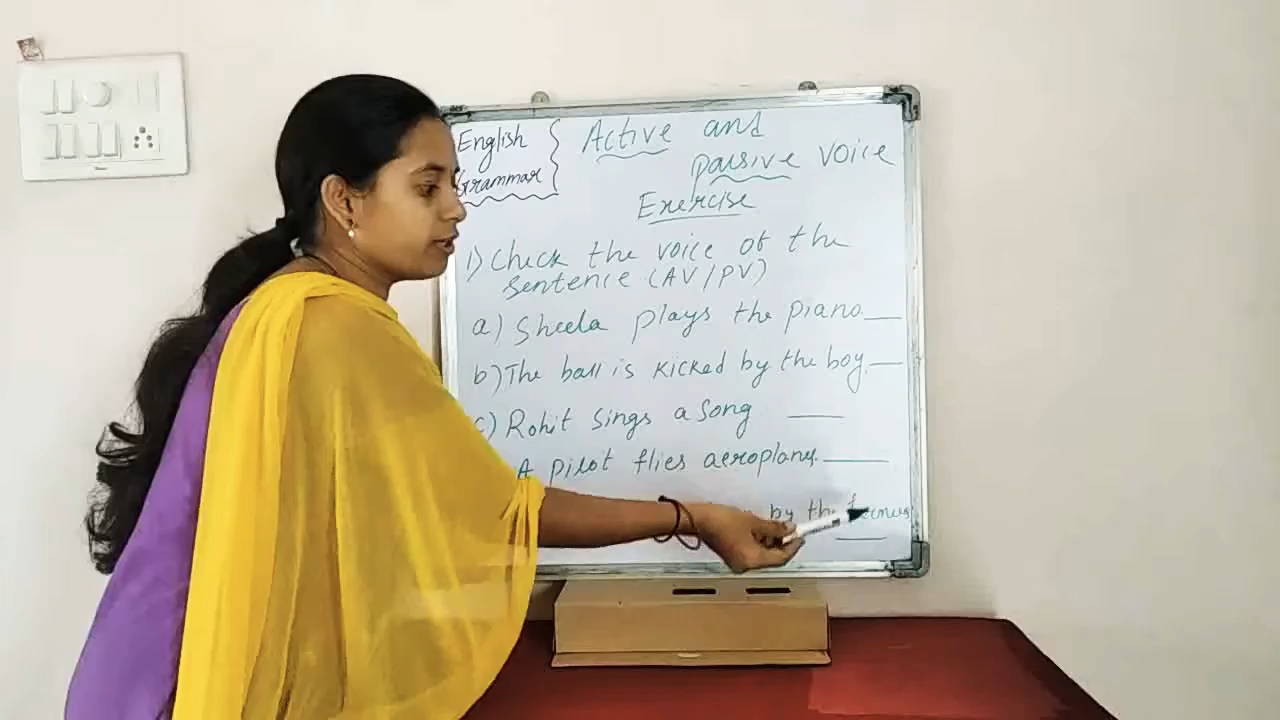 English
Grammar
Active and
passive voice
Exercise
1) Check the voice of the
sentence (AV/PV)
a) Sheela plays the piano.
b) The ball is kicked by the boy.
c) Rohit sings a song
A pilot flies aeroplane.
by the